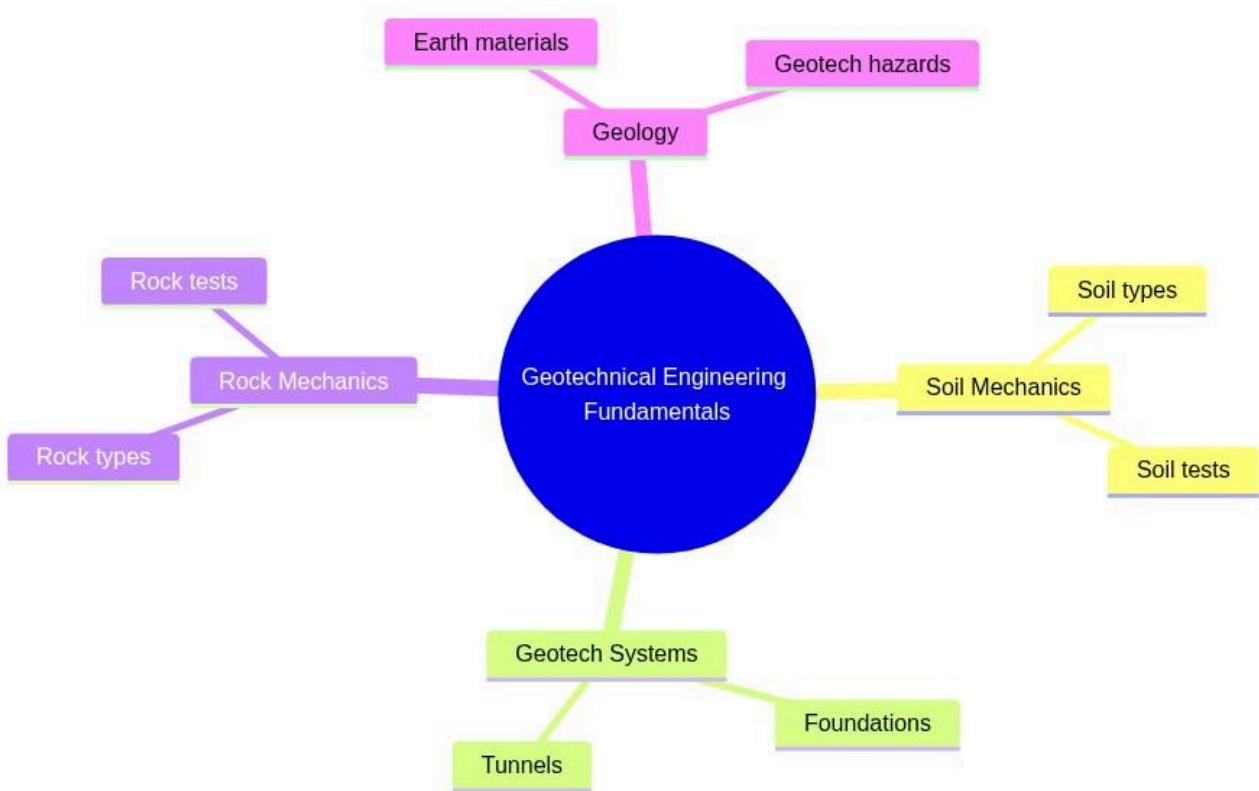 Earth materials
Geotech hazards
Geology
Rock tests
Soil types
Rock Mechanics
Geotechnical Engineering
Fundamentals
Soil Mechanics
Rock types
Soil tests
Geotech Systems
Foundations
Tunnels